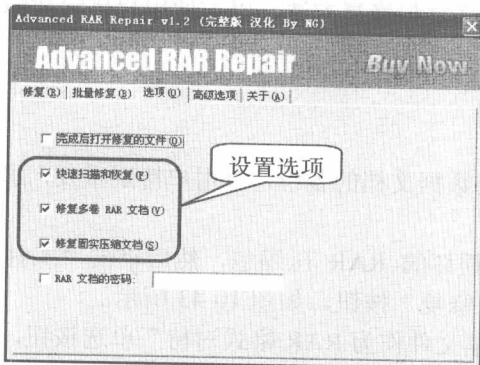 Advanced RAR Repair v1.2 (完整版 汉化 By NG)
Advanced RAR Repair
Buy Now
修复(R) 批量修复(B) 选项(O) 高级选项 关于(A)
完成后打开修复的文件(O)
快速扫描和恢复(F)
设置选项
修复多卷 RAR 文档(V)
修复固实压缩文档(S)
RAR 文档的密码: